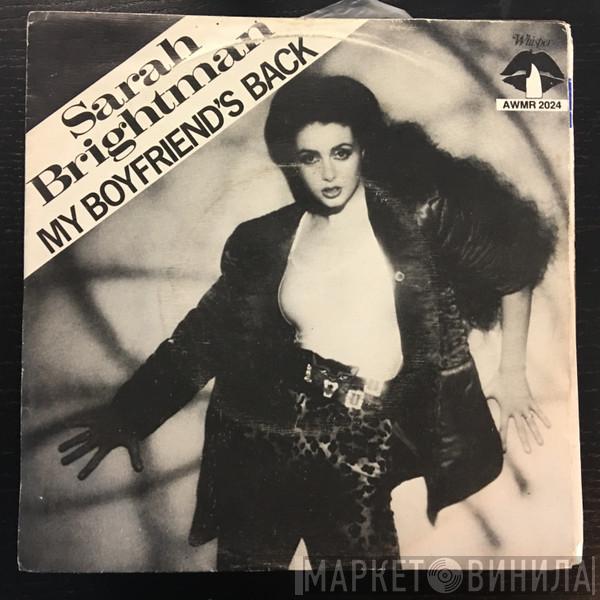 Sarah
Brightman
MY BOYFRIEND'S BACK
Whisper
AWMR 2024
МАРКЕТ ВИНИЛА